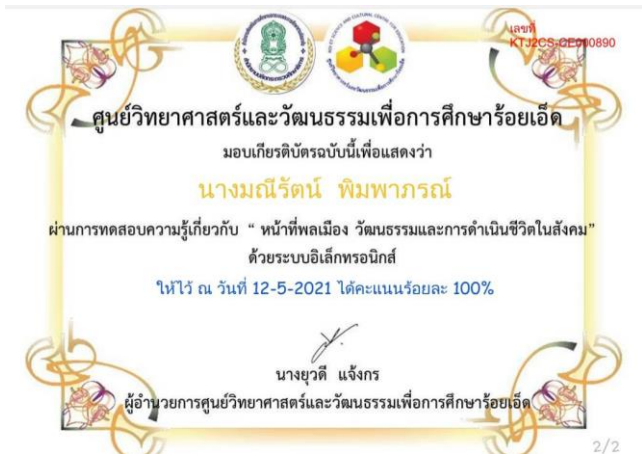 เลขที่
KTJ2CS-CE000890
ศูนย์วิทยาศาสตร์และวัฒนธรรมเพื่อการศึกษาร้อยเอ็ด
มอบเกียรติบัตรฉบับนี้เพื่อแสดงว่า
นางมณีรัตน์ พิมพาภรณ์
ผ่านการทดสอบความรู้เกี่ยวกับ “ หน้าที่พลเมือง วัฒนธรรมและการดำเนินชีวิตในสังคม”
ด้วยระบบอิเล็กทรอนิกส์
ให้ไว้ ณ วันที่ 12-5-2021 ได้คะแนนร้อยละ 100%
นางยุวดี แจ้งกร
ผู้อำนวยการศูนย์วิทยาศาสตร์และวัฒนธรรมเพื่อการศึกษาร้อยเอ็ด
2/2